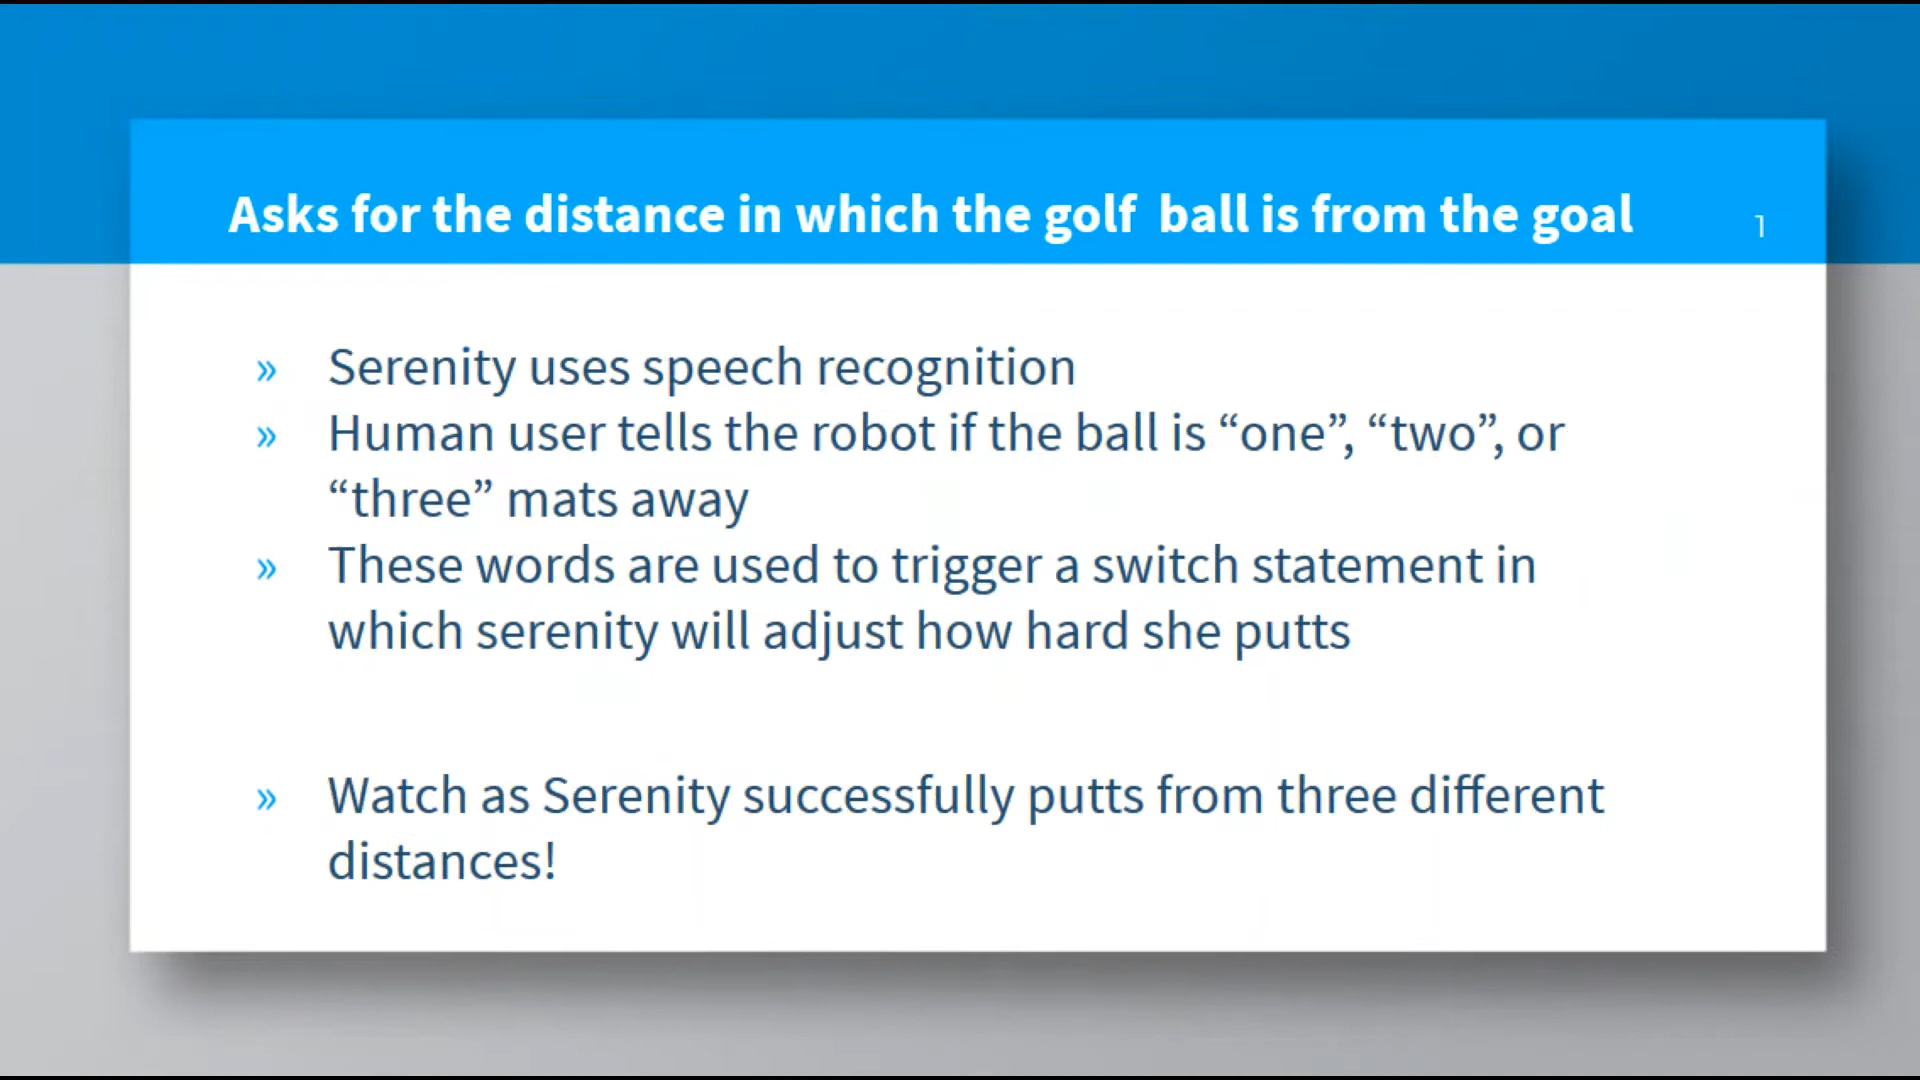 Asks for the distance in which the golf  ball is from the goal
1
» Serenity uses speech recognition
» Human user tells the robot if the ball is “one”, “two”, or
“three” mats away
» These words are used to trigger a switch statement in
which serenity will adjust how hard she putts
» Watch as Serenity successfully putts from three different
distances!